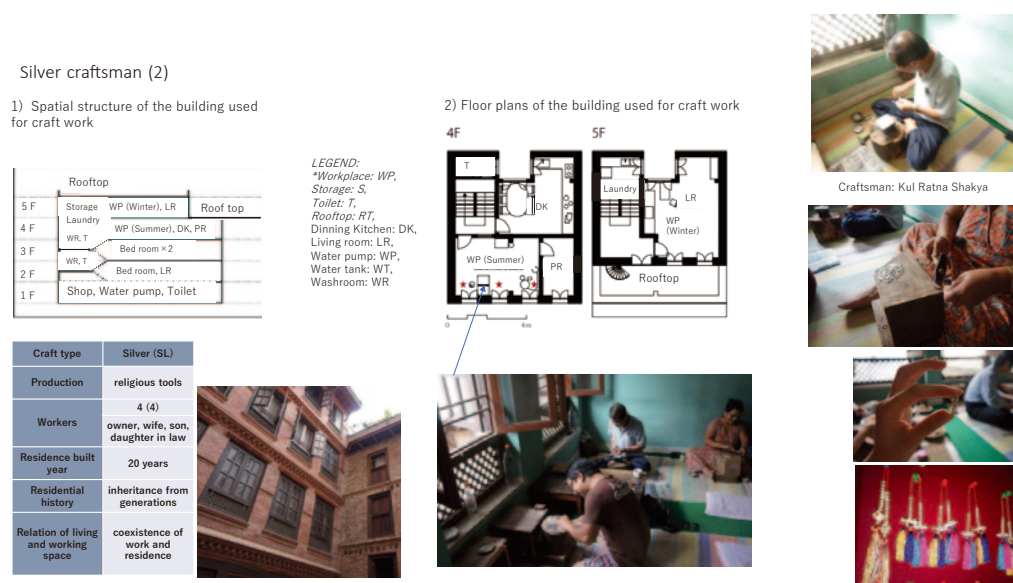 Silver craftsman (2)
1) Spatial structure of the building used
for craft work
Rooftop
5 F
Storage
WP (Winter), LR
Roof top
Laundry
4 F
WP (Summer), DK, PR
WR, T
3 F
Bed room×2
WR, T
2 F
Bed room, LR
1 F
Shop, Water pump, Toilet
LEGEND:
*Workplace: WP,
Storage: S,
Toilet: T,
Rooftop: RT,
Dinning Kitchen: DK,
Living room: LR,
Water pump: WP,
Water tank: WT,
Washroom: WR
2) Floor plans of the building used for craft work
4F
5F
T
DK
WP (Summer)
PR
Laundry
LR
WP
(Winter)
Rooftop
0
4m
Craftsman: Kul Ratna Shakya
Craft type
Silver (SL)
Production
religious tools
Workers
4 (4)
owner, wife, son,
daughter in law
Residence built
year
20 years
Residential
history
inheritance from
generations
Relation of living
and working
space
coexistence of
work and
residence